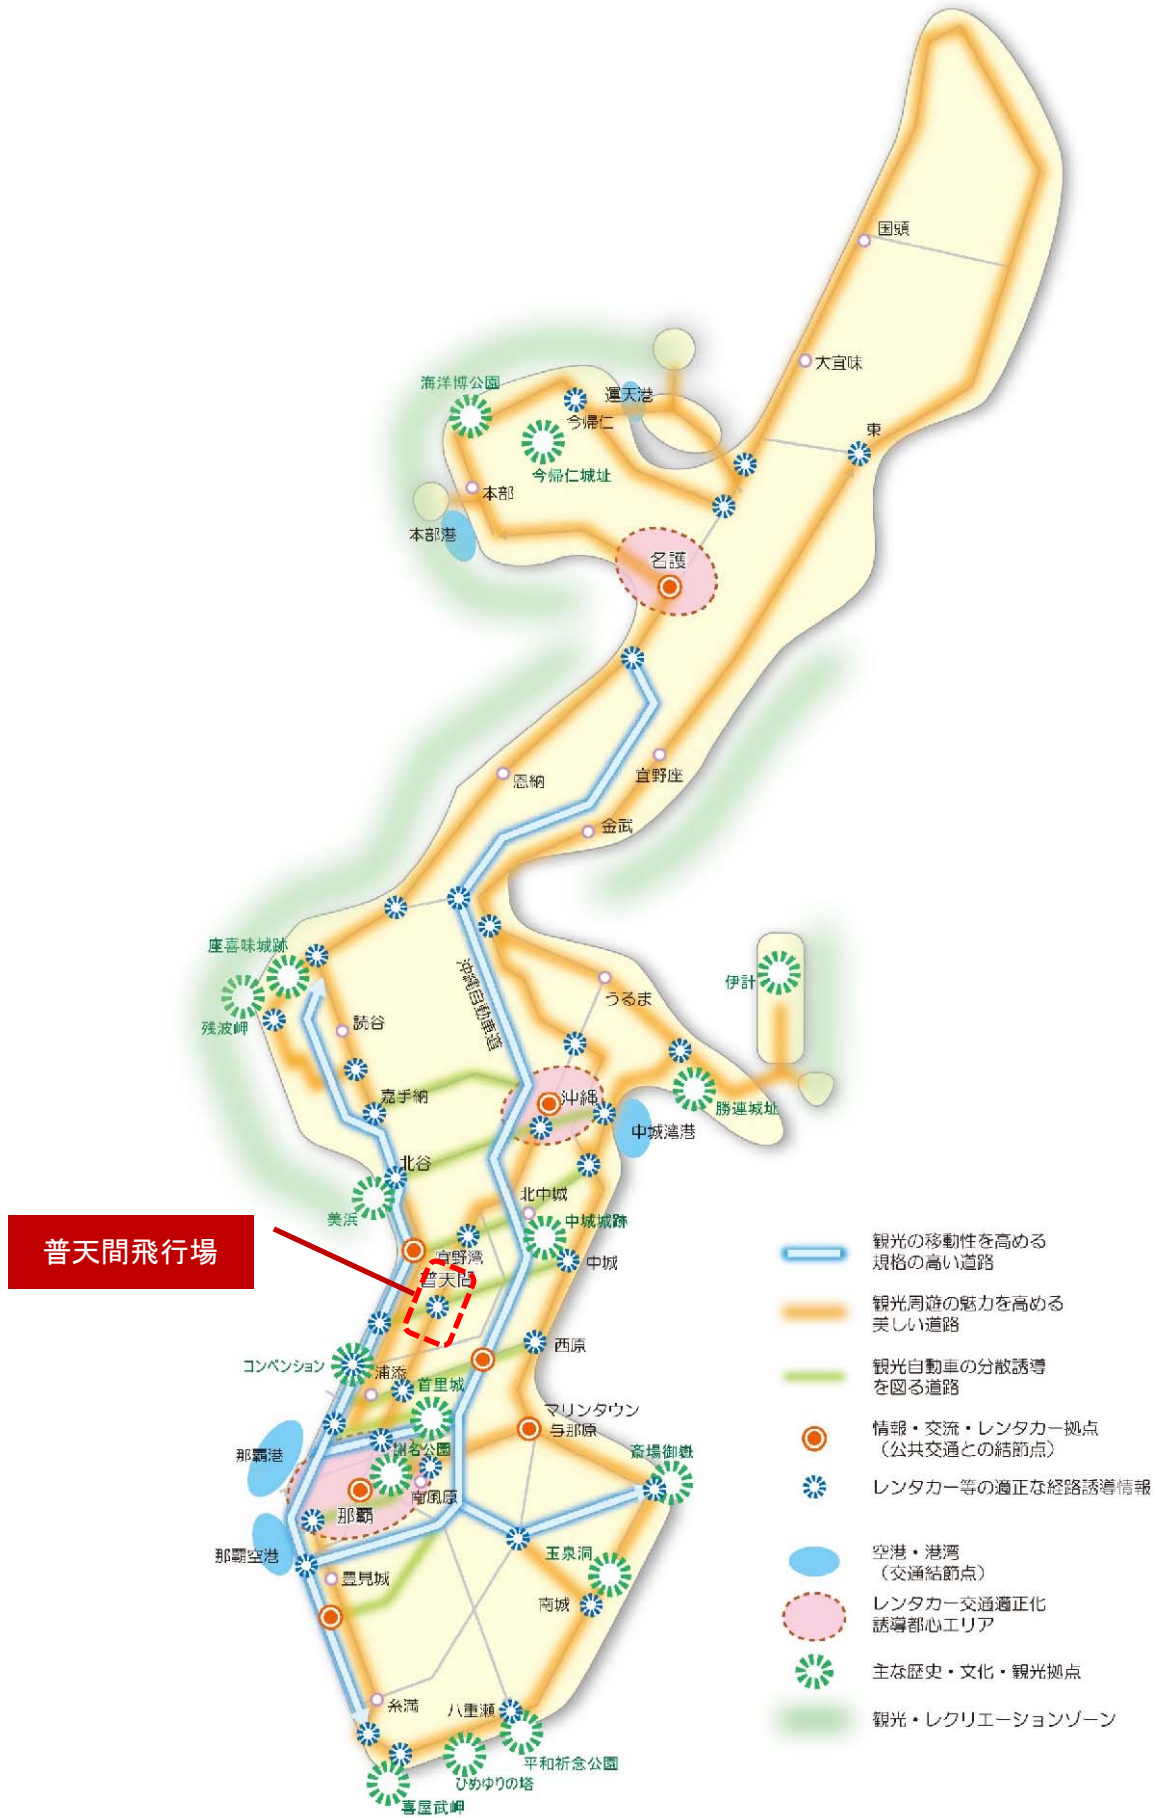 国頭
大宜味
海洋博公園
運天港
今帰仁
東
今帰仁城址
本部
本部港
名護
恩納
宜野座
金武
座喜味城跡
沖縄自動車道
伊計
うるま
残波岬
読谷
嘉手納
沖縄
勝連城址
中城湾港
北谷
北中城
美浜
中城城跡
普天間飛行場
宜野湾
普天間
中城
西原
コンベンション
浦添
首里城
マリンタウン
与那原
那覇港
識名公園
斎場御嶽
南風原
那覇
那覇空港
玉泉洞
豊見城
南城
糸満
八重瀬
平和祈念公園
ひめゆりの塔
喜屋武岬
観光の移動性を高める
規格の高い道路
観光周遊の魅力を高める
美しい道路
観光自動車の分散誘導
を図る道路
情報・交流・レンタカー拠点
（公共交通との結節点）
レンタカー等の適正な経路誘導情報
空港・港湾
（交通結節点）
レンタカー交通適正化
誘導都心エリア
主な歴史・文化・観光拠点
観光・レクリエーションゾーン